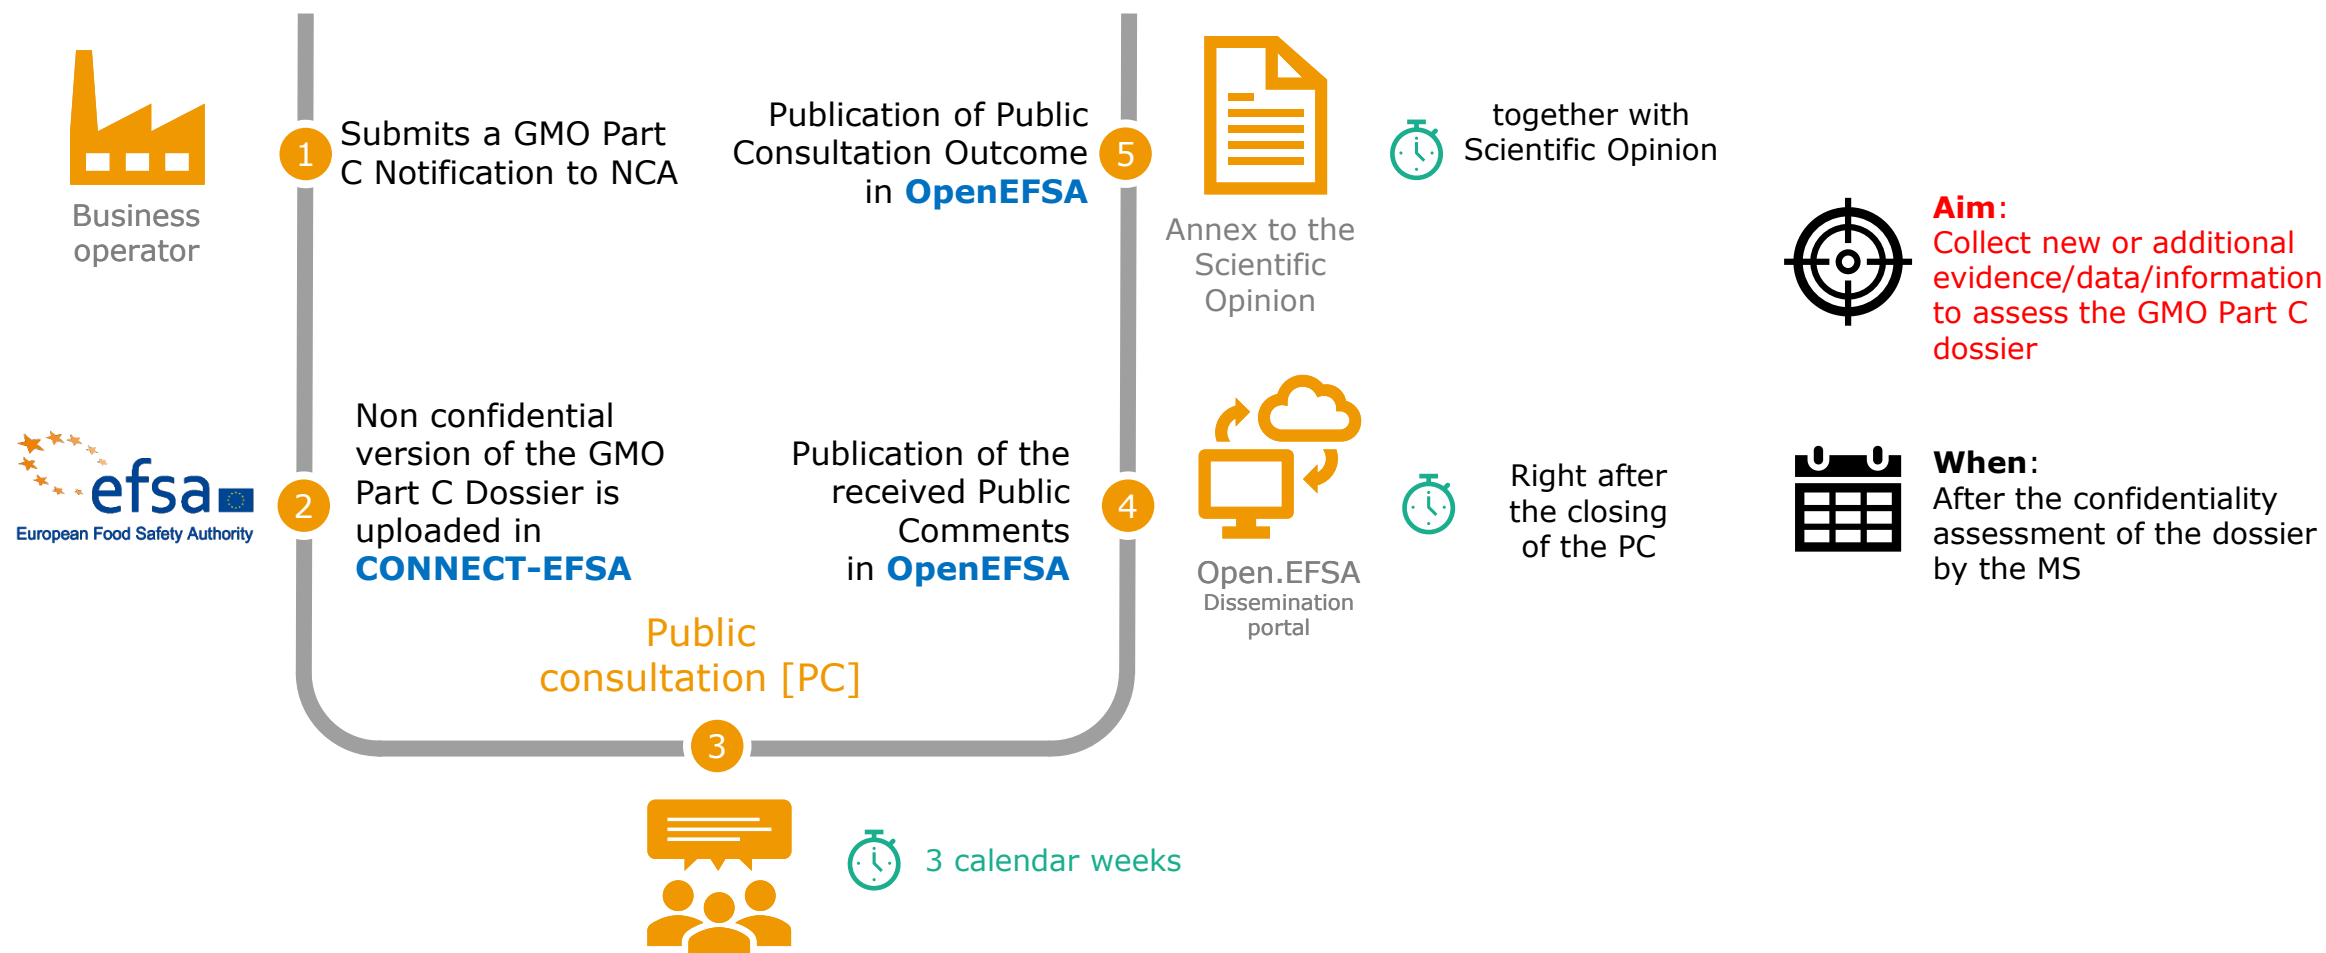 Business
operator
1
Submits a GMO Part
C Notification to NCA
efsa
European Food Safety Authority
2
Non confidential
version of the GMO
Part C Dossier is
uploaded in
CONNECT-EFSA
Public
consultation [PC]
3
3 calendar weeks
Publication of the
received Public
Comments
in OpenEFSA
4
Open.EFSA
Dissemination
portal
Right after
the closing
of the PC
Publication of Public
Consultation Outcome
in OpenEFSA
5
Annex to the
Scientific
Opinion
together with
Scientific Opinion
Aim:
Collect new or additional
evidence/data/information
to assess the GMO Part C
dossier
When:
After the confidentiality
assessment of the dossier
by the MS